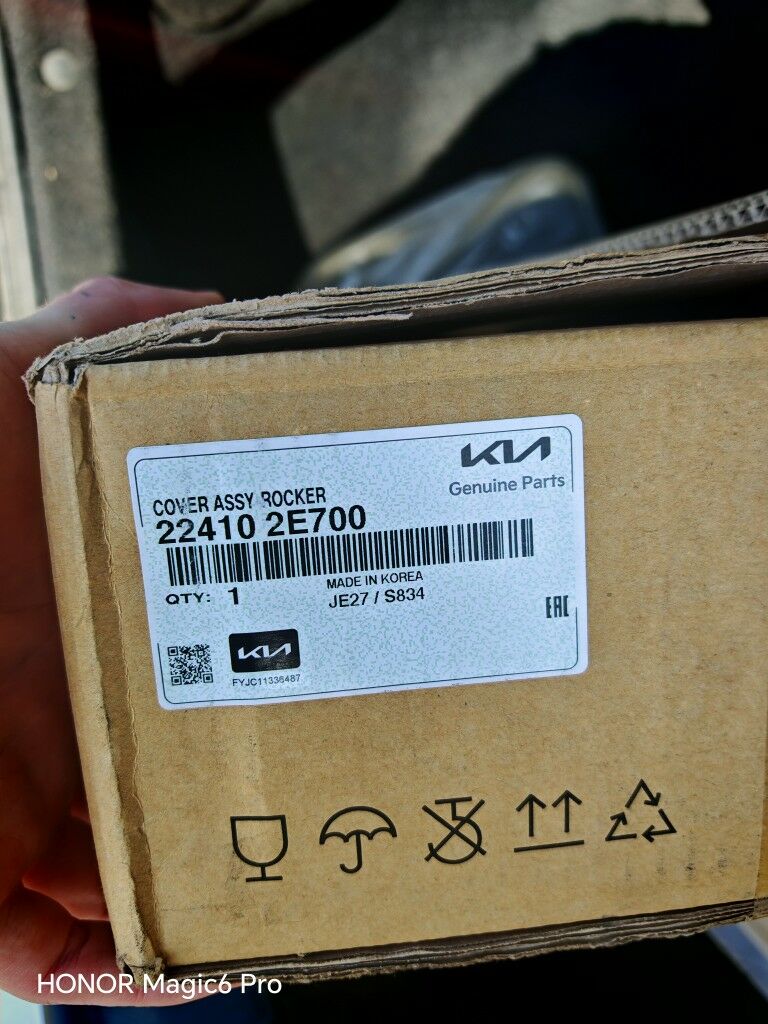 KIA
Genuine Parts
COVER ASSY ROCKER
22410 2E700
MADE IN KOREA
QTY: 1
JE27 / S834
EAC
KIA
FYJC11336487
HONOR Magic6 Pro